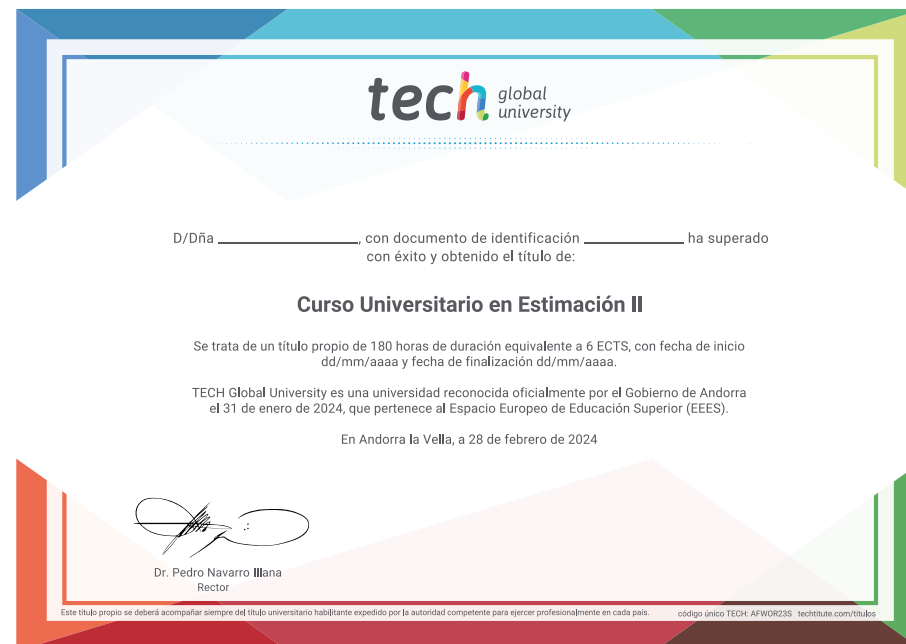 tech global
university
D/Dña ____________________, con documento de identificación ______________ ha superado
con éxito y obtenido el título de:
Curso Universitario en Estimación II
Se trata de un título propio de 180 horas de duración equivalente a 6 ECTS, con fecha de inicio
dd/mm/aaaa y fecha de finalización dd/mm/aaaa.
TECH Global University es una universidad reconocida oficialmente por el Gobierno de Andorra
el 31 de enero de 2024, que pertenece al Espacio Europeo de Educación Superior (EEES).
En Andorra la Vella, a 28 de febrero de 2024
Dr. Pedro Navarro Illana
Rector
Este título propio se deberá acompañar siempre del título universitario habilitante expedido por la autoridad competente para ejercer profesionalmente en cada país.
código único TECH: AFWOR23S techtitute.com/titulos